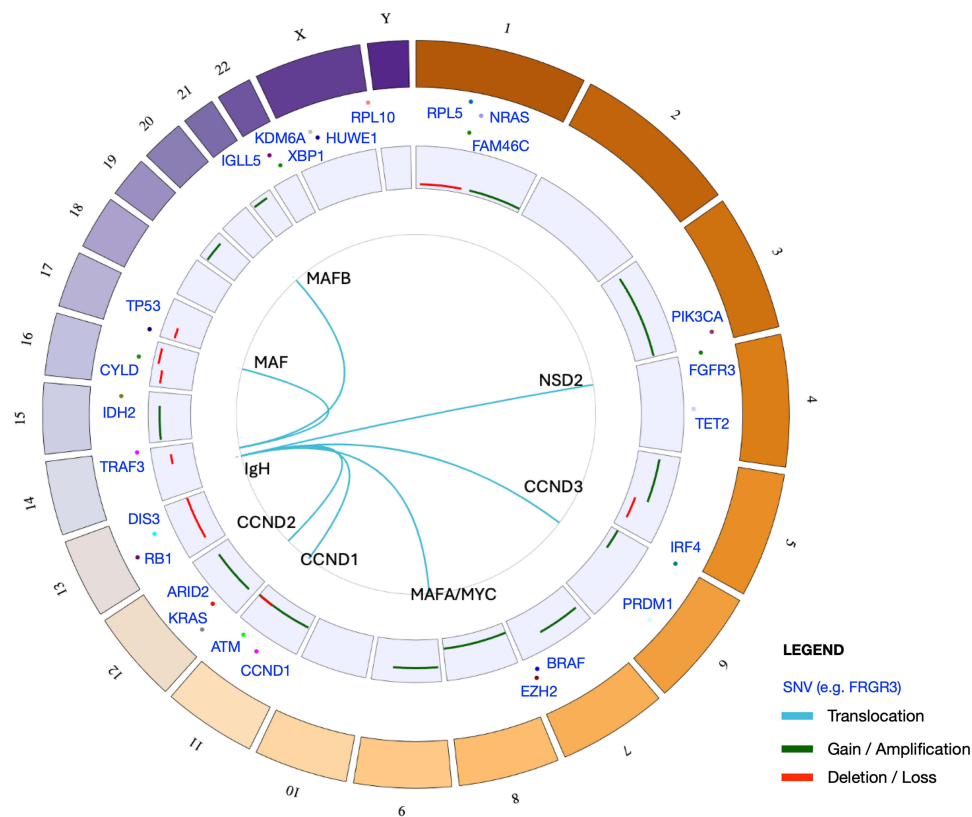 X
Y
1
22
21
20
19
18
17
16
15
14
13
12
11
10
9
8
7
6
5
4
3
2
RPL10
RPL5
NRAS
KDM6A
HUWE1
FAM46C
IGLL5
XBP1
MAFB
TP53
PIK3CA
MAF
CYLD
FGFR3
NSD2
IDH2
TET2
TRAF3
IgH
CCND3
DIS3
CCND2
RB1
IRF4
CCND1
ARID2
MAFA/MYC
PRDM1
KRAS
ATM
CCND1
BRAF
EZH2
LEGEND
SNV (e.g. FRGR3)
Translocation
Gain / Amplification
Deletion / Loss